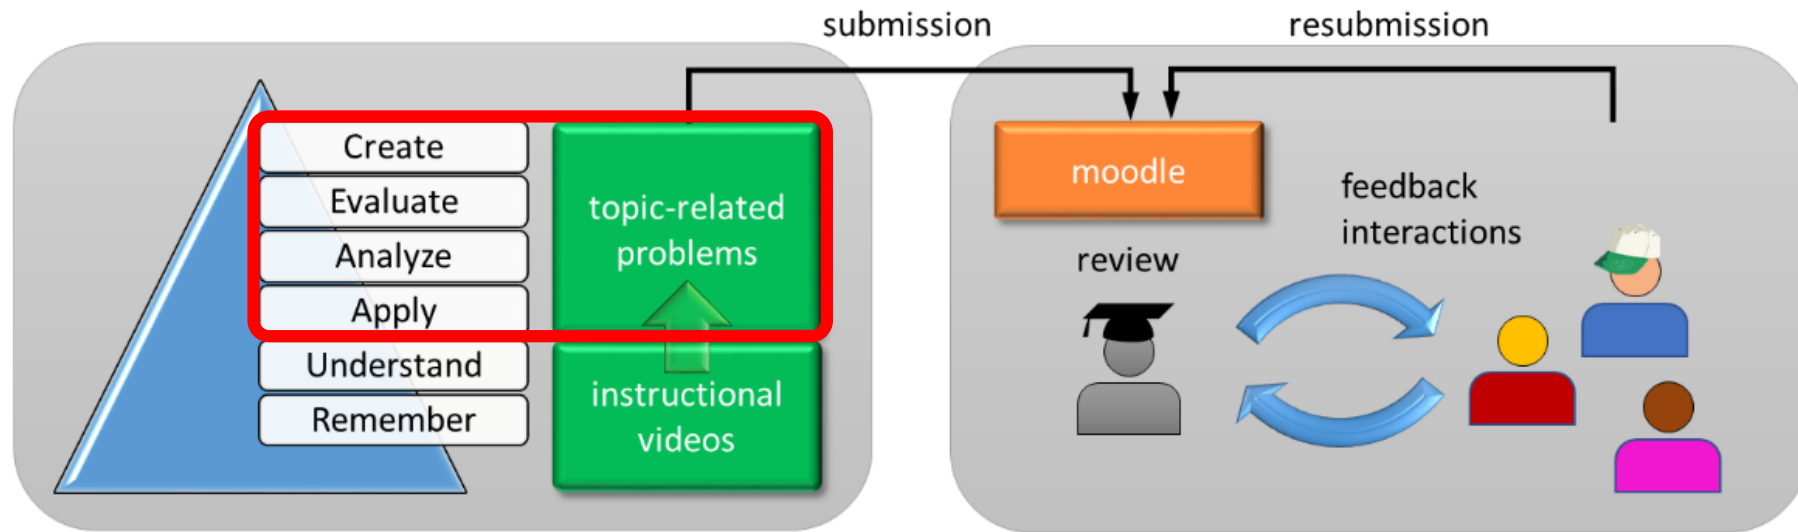 submission
resubmission
Create
Evaluate
Analyze
Apply
Understand
Remember
topic-related
problems
instructional
videos
moodle
feedback
interactions
review